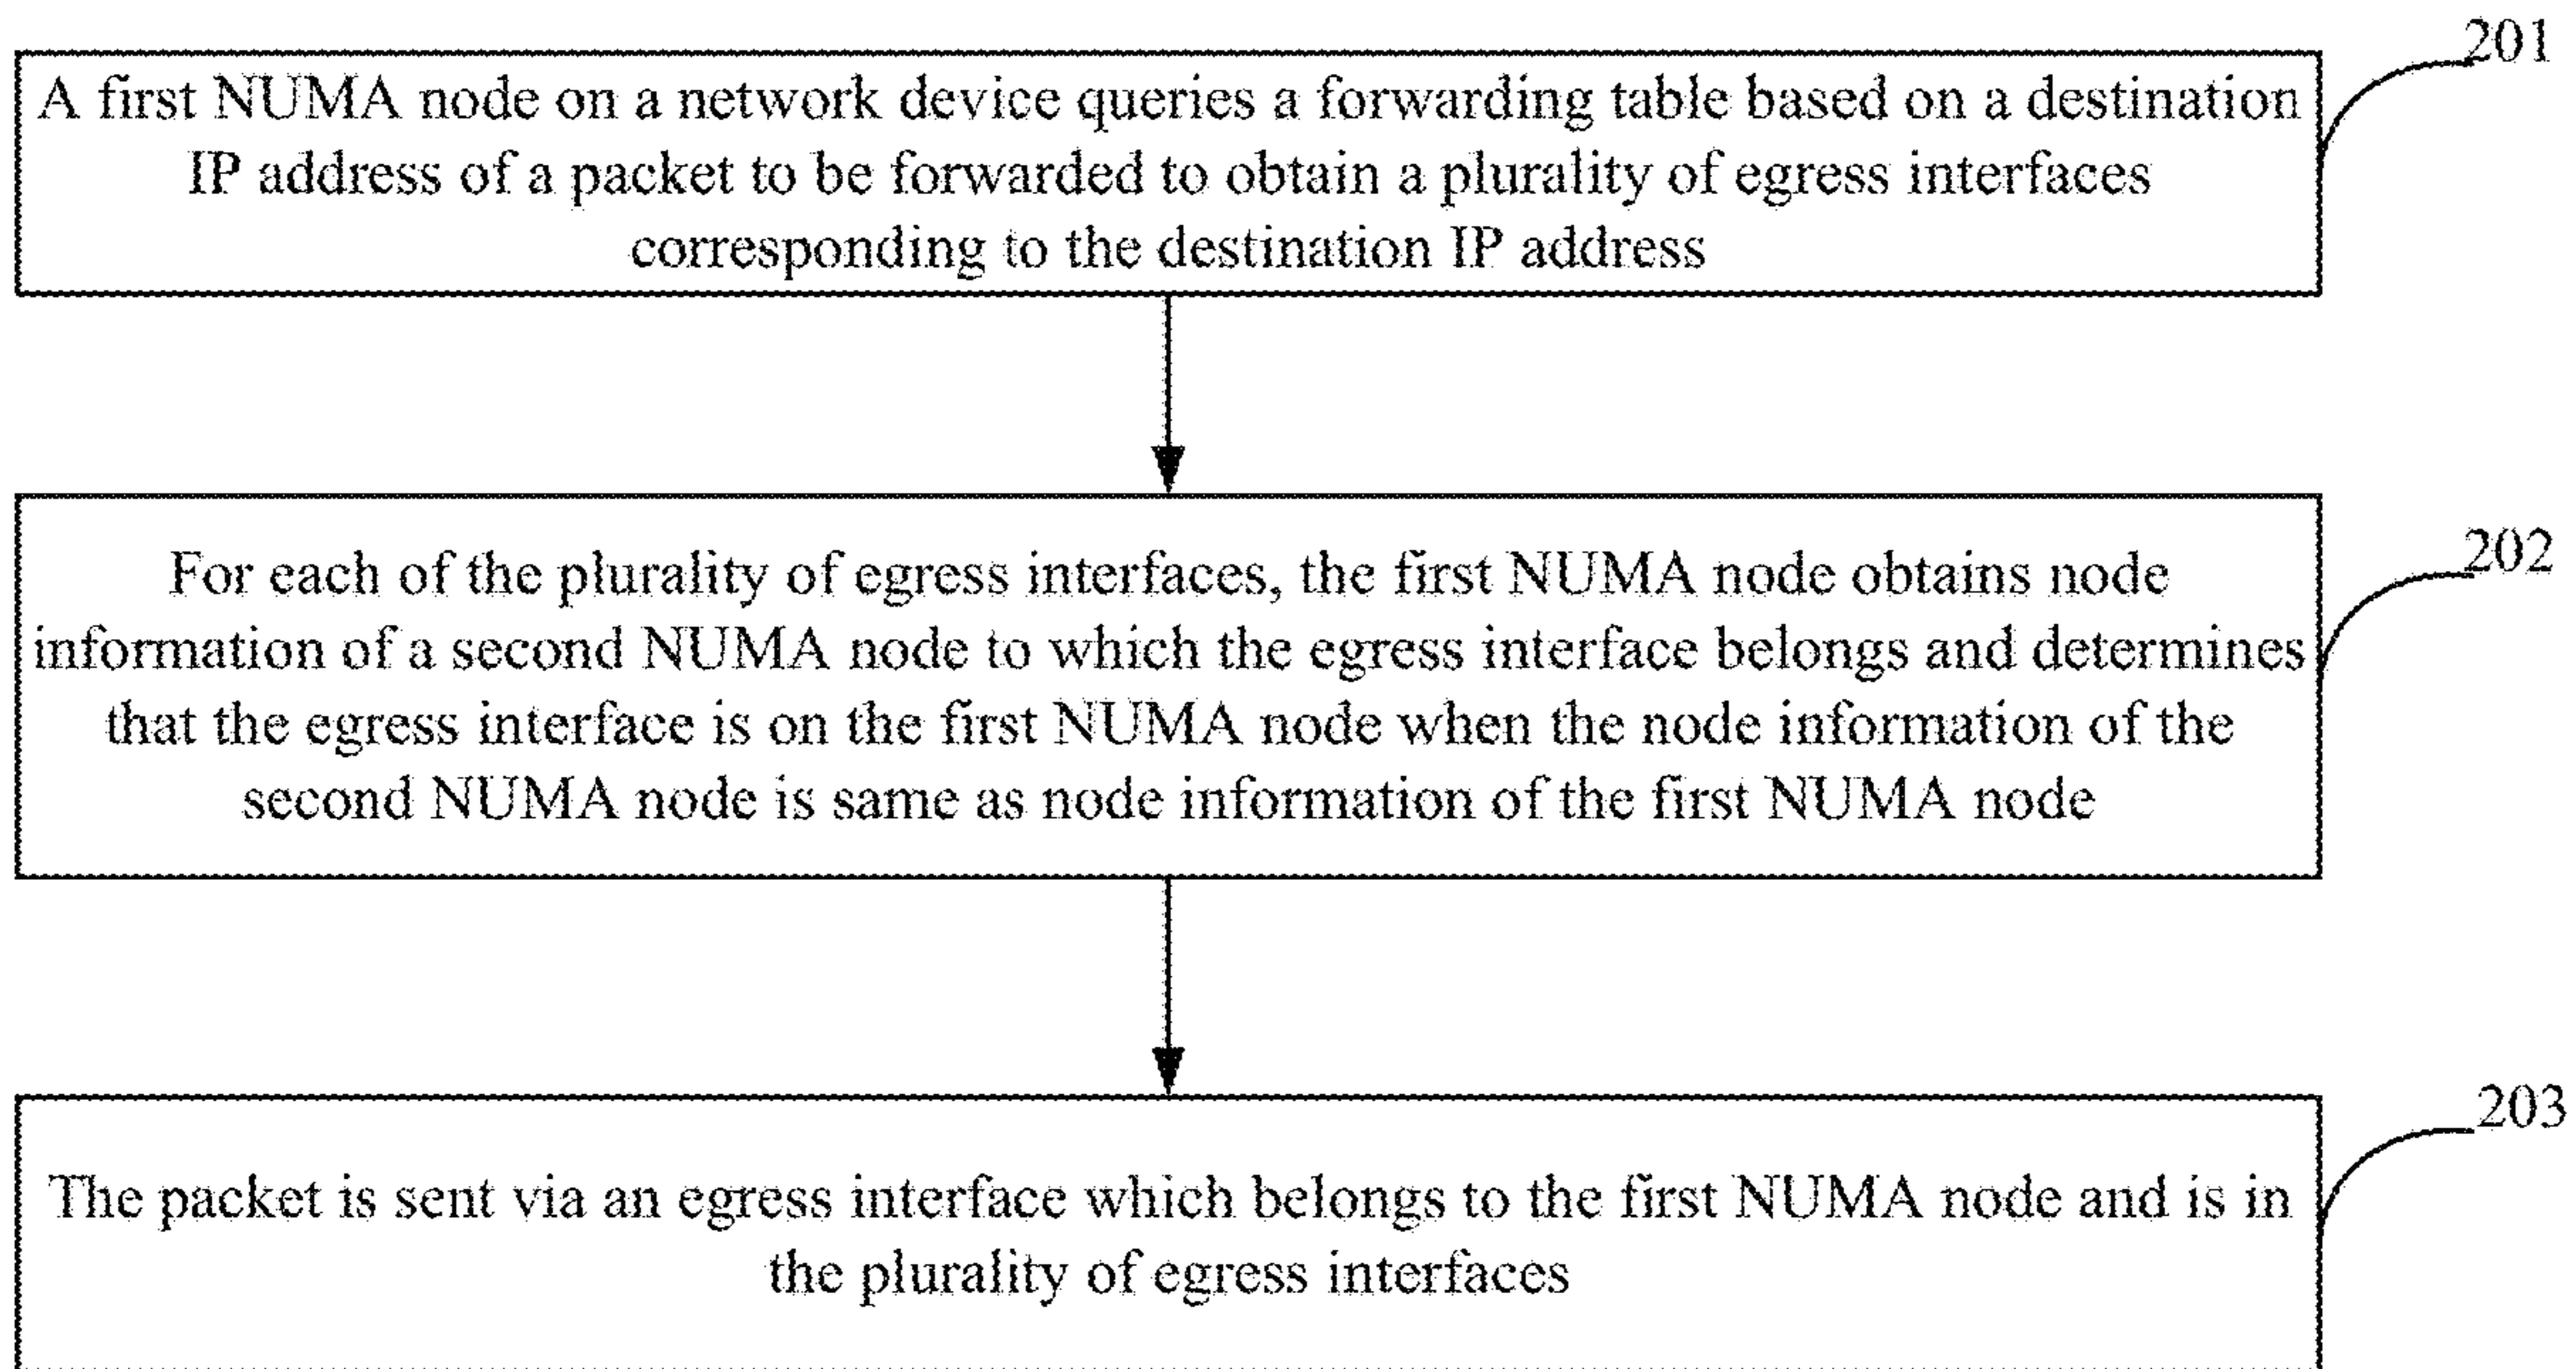 201
A first NUMA node on a network device queries a forwarding table based on a destination
IP address of a packet to be forwarded to obtain a plurality of egress interfaces
corresponding to the destination IP address
202
For each of the plurality of egress interfaces, the first NUMA node obtains node
information of a second NUMA node to which the egress interface belongs and determines
that the egress interface is on the first NUMA node when the node information of the
second NUMA node is same as node information of the first NUMA node
203
The packet is sent via an egress interface which belongs to the first NUMA node and is in
the plurality of egress interfaces